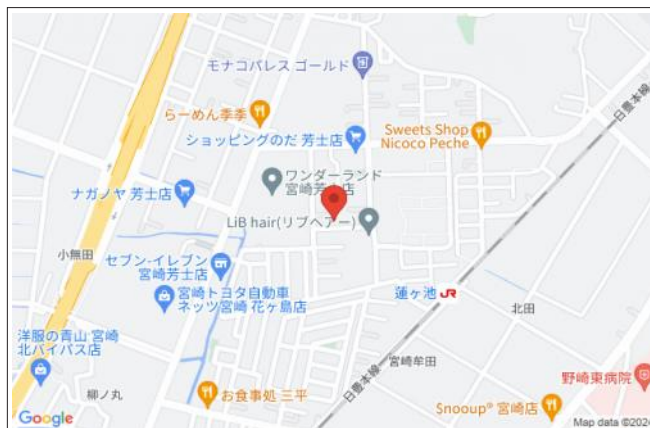 モナコパレス ゴールド
日豊本線
らーめん季季
ショッピングのだ 芳士店
Sweets Shop
Nicoco Peche
ワンダーランド
宮崎芳士店
ナガノヤ 芳士店
LiB hair(リブヘアー)
小無田
セブン-イレブン
宮崎芳士店
蓮ヶ池 JR
宮崎トヨタ自動車
ネッツ宮崎 花ヶ島店
北田
洋服の青山 宮崎
北バイパス店
日豊本線
宮崎牟田
野崎東病院
柳ノ丸
お食事処 三平
Snooup® 宮崎店
Google
Map data ©2024